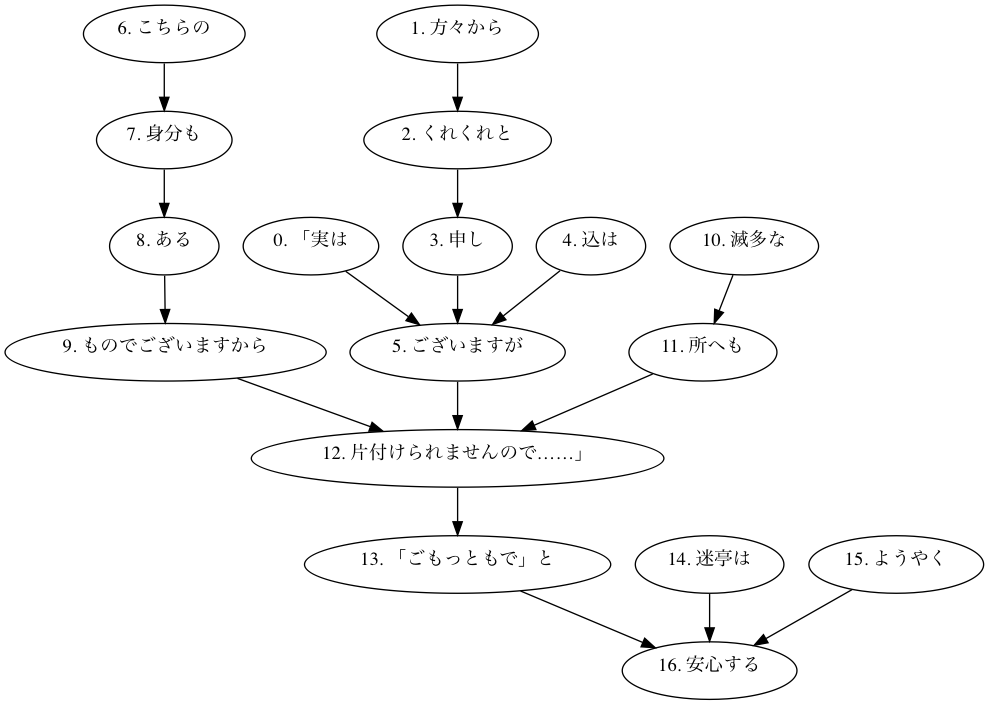 6. こちらの
1. 方々から
7. 身分も
2. くれくれと
8. ある
0. 「実は
3. 申し
4. 込は
10. 滅多な
9. ものでございますから
5. ございますが
11. 所へも
12. 片付けられませんので……」
13. 「ごもっともで」と
14. 迷亭は
15. ようやく
16. 安心する